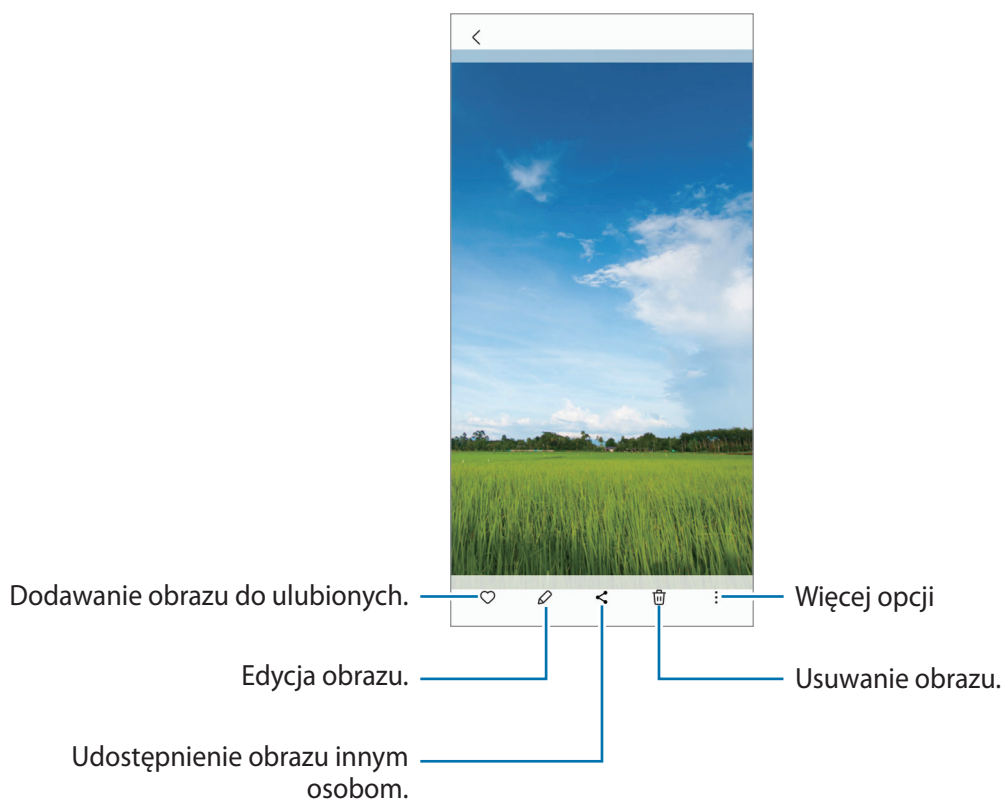 Dodawanie obrazu do ulubionych.
Więcej opcji
Edycja obrazu.
Usuwanie obrazu.
Udostępnienie obrazu innym
osobom.